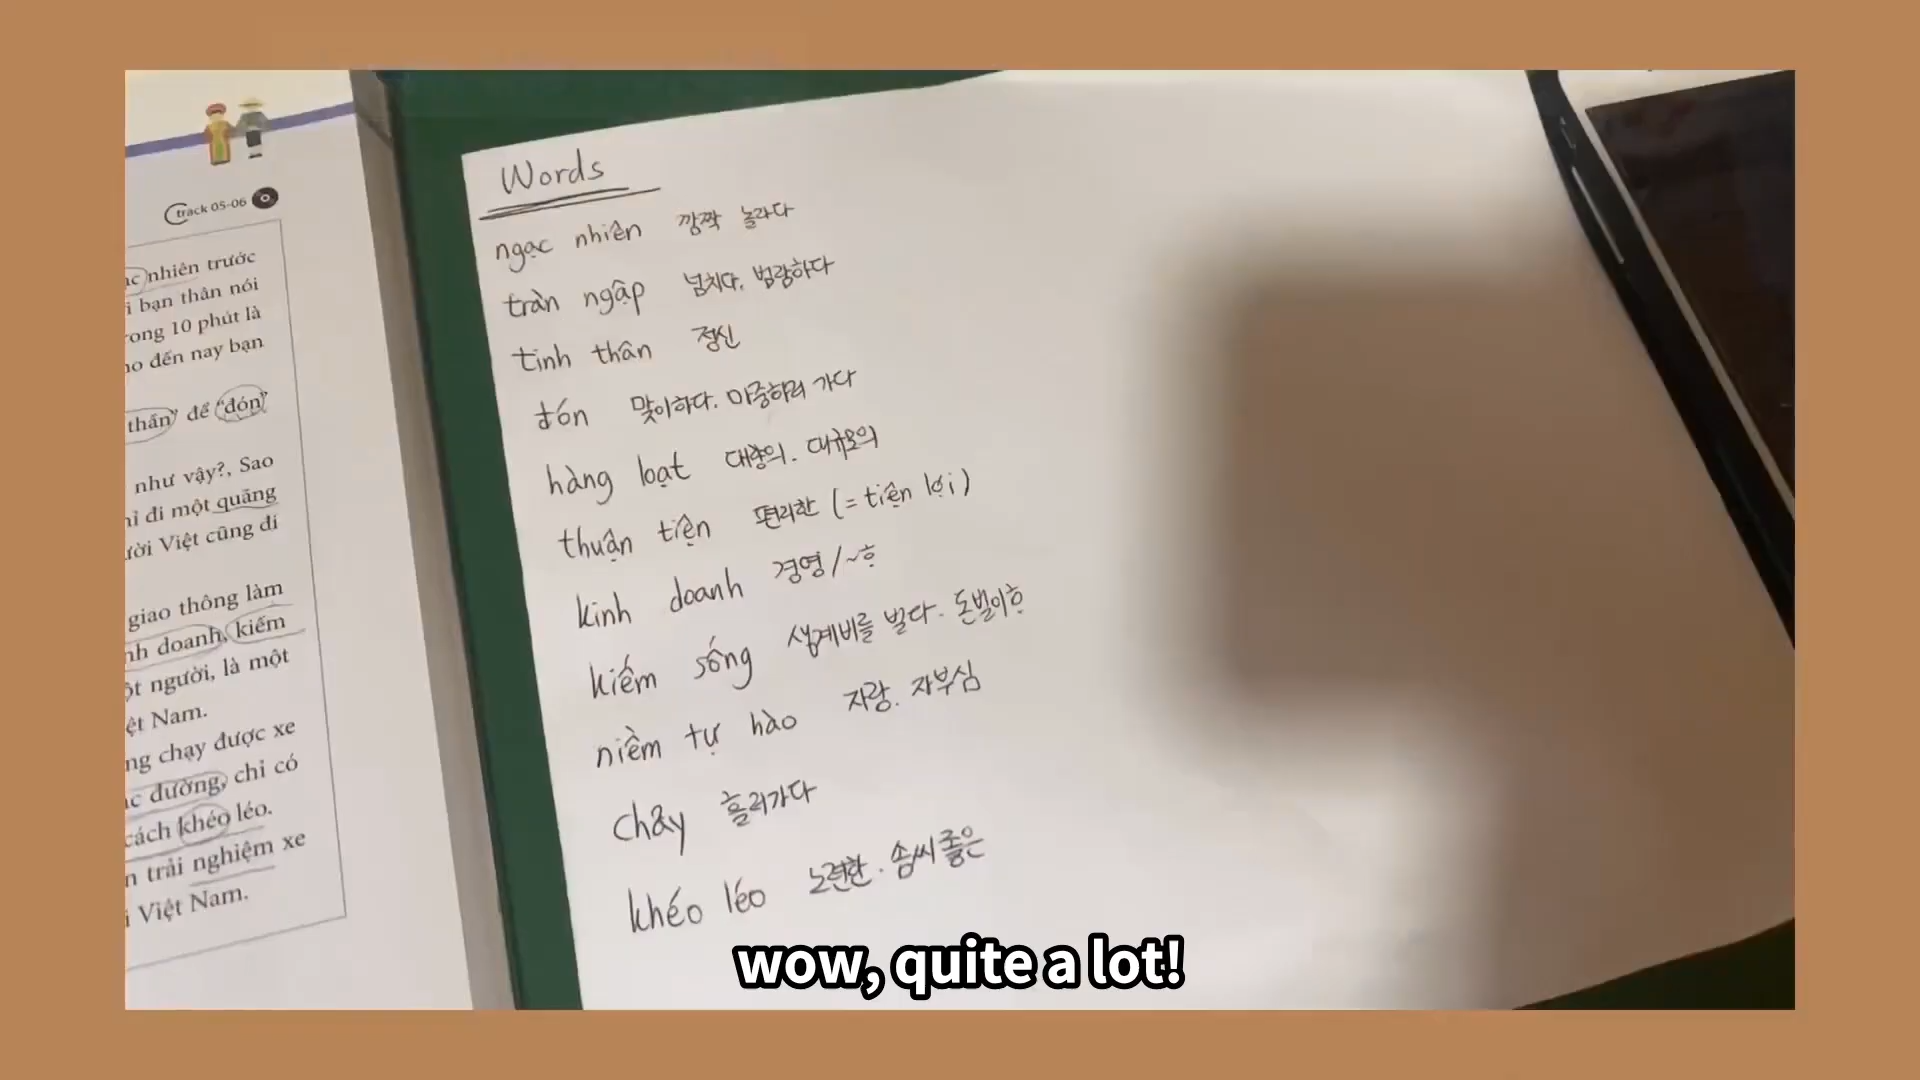 track 05-06
nhiên trước
bạn thân nói
10 phút là
đến nay bạn
thần" để "đón"
như vậy?, Sao
đi một quãng
Việt cũng đi
giao thông làm
doanh, kiếm
người, là một
Nam.
chạy được xe
đường, chỉ có
cách khéo léo.
trải nghiệm xe
Việt Nam.
Words
ngạc nhiên 깜짝 놀라다
tràn ngập 넘치다. 범람하다
tinh thân 정신
đón 맞이하다. 마중하러 가다
hàng loạt 대량의. 대규모의
thuận tiện 편리한 (= tiện lợi)
kinh doanh 경영/~ㅎ
kiếm sống 생계비를 벌다. 돈벌이ㅎ
niềm tự hào 자랑. 자부심
chảy 흘러가다
khéo léo 노련한. 솜씨좋은
wow, quite a lot!